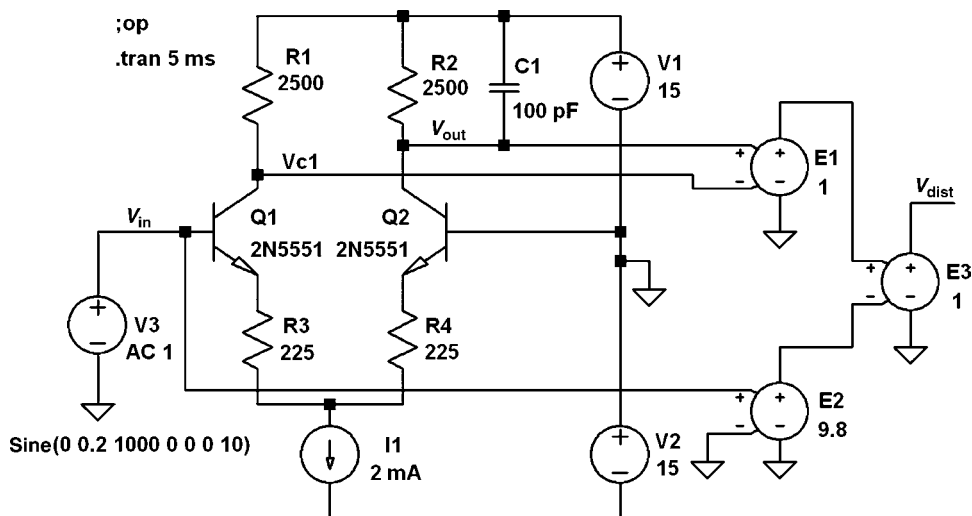 ;op
.tran 5 ms
R1
2500
R2
2500
C1
100 pF
V1
15
Vout
Vc1
E1
1
Vdist
Vin
Q1
2N5551
Q2
2N5551
E3
1
V3
AC 1
R3
225
R4
225
E2
9.8
Sine(0 0.2 1000 0 0 0 10)
I1
2 mA
V2
15